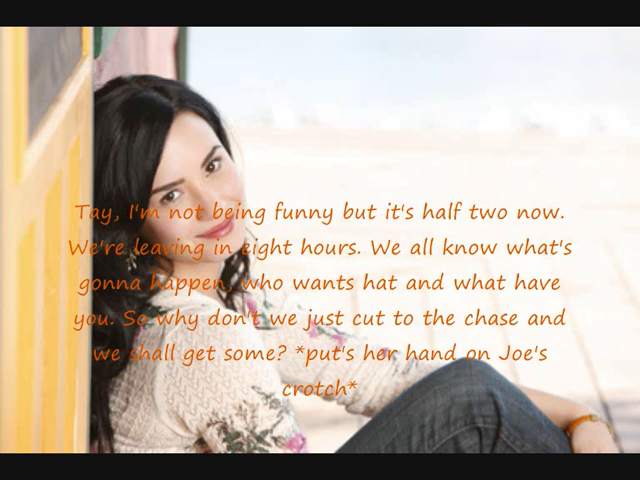 Tay, I'm not being funny but it's half two now.
We're leaving in eight hours. We all know what's
gonna happen, who wants hat and what have
you. So why don't we just cut to the chase and
we shall get some? *put's her hand on Joe's
crotch*